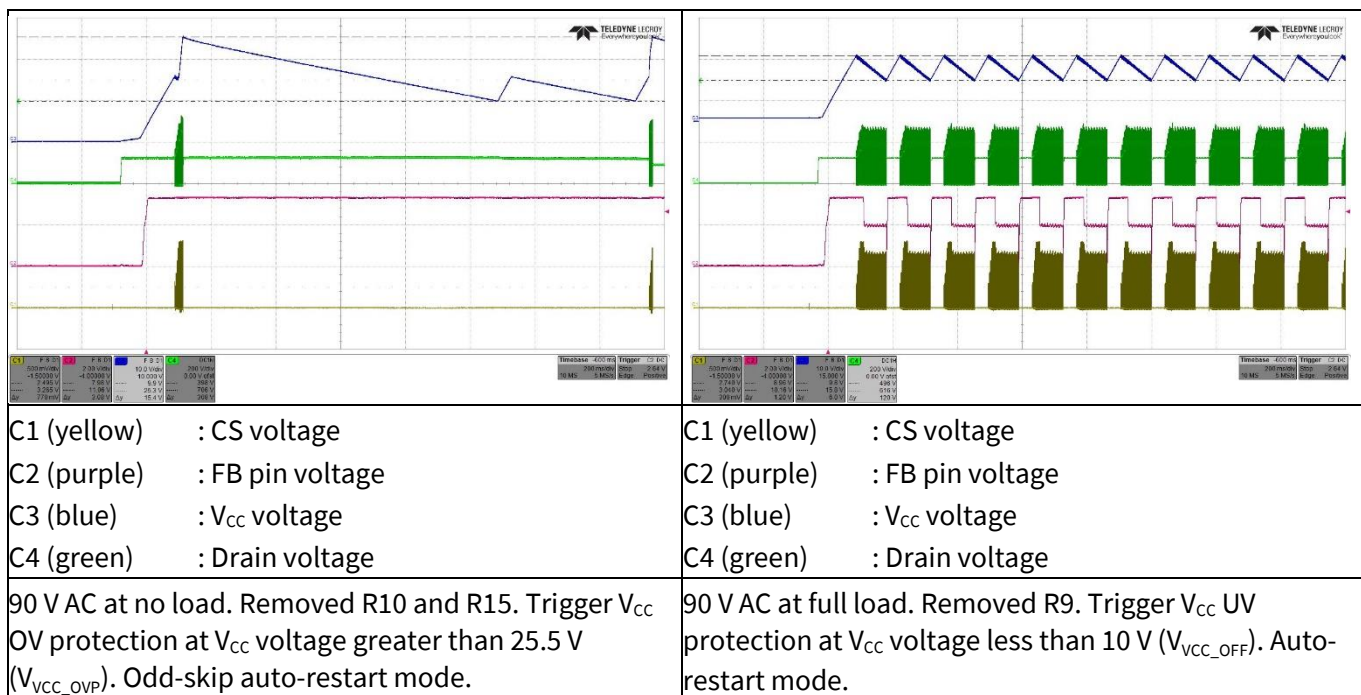 TELEDYNE LECROY
Everywhereyoulook
TELEDYNE LECROY
Everywhereyoulook
C1 (yellow) : CS voltage
C2 (purple) : FB pin voltage
C3 (blue) : VCC voltage
C4 (green) : Drain voltage
C1 (yellow) : CS voltage
C2 (purple) : FB pin voltage
C3 (blue) : VCC voltage
C4 (green) : Drain voltage
90 V AC at no load. Removed R10 and R15. Trigger VCC
OV protection at VCC voltage greater than 25.5 V
(VVCC_OVP). Odd-skip auto-restart mode.
90 V AC at full load. Removed R9. Trigger VCC UV
protection at VCC voltage less than 10 V (VVCC_OFF). Auto-
restart mode.